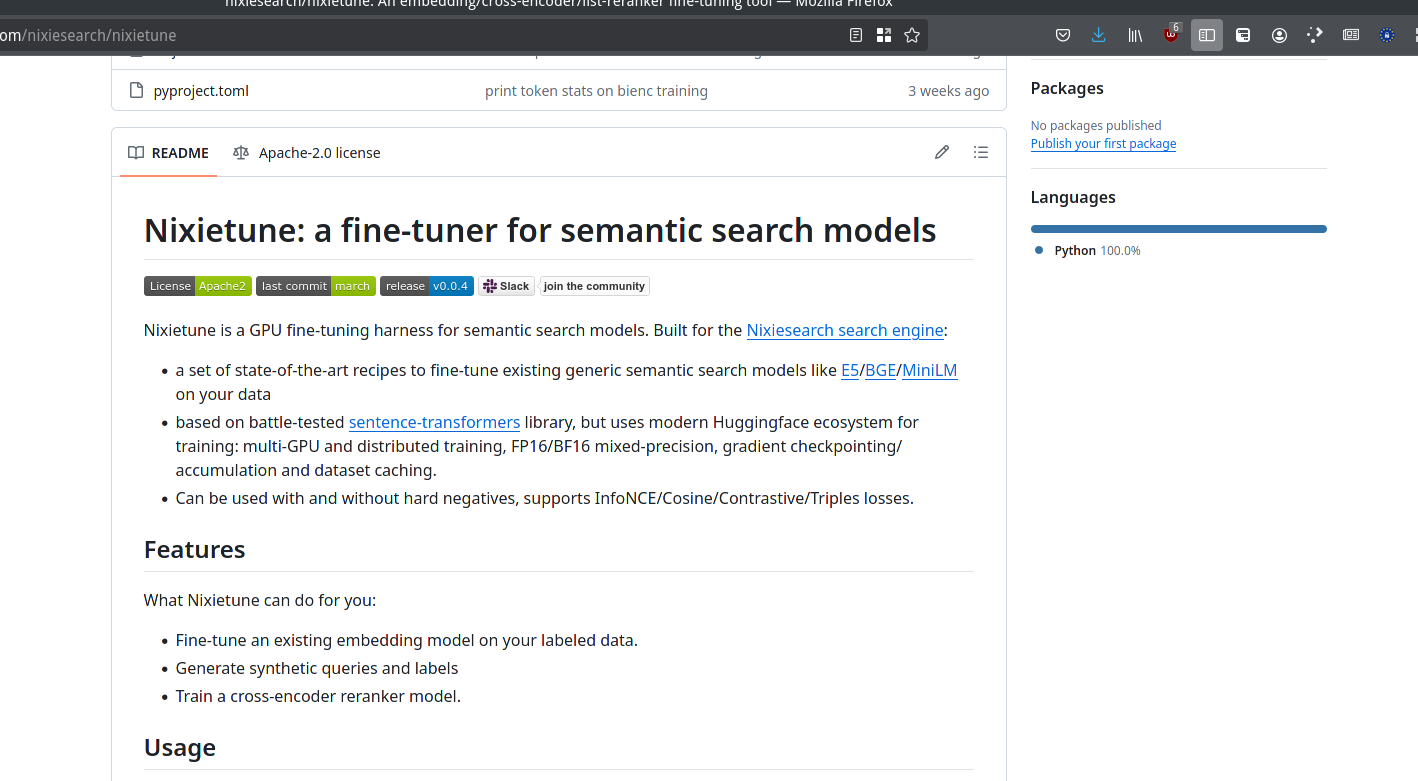 nixiesearch/nixietune: An embedding/cross-encoder/list-reranker fine-tuning tool — Mozilla Firefox
om/nixiesearch/nixietune
6
pyproject.toml print token stats on bienc training 3 weeks ago
README Apache-2.0 license
Nixietune: a fine-tuner for semantic search models
License Apache2 last commit march release v0.0.4 Slack join the community
Nixietune is a GPU fine-tuning harness for semantic search models. Built for the Nixiesearch search engine:
• a set of state-of-the-art recipes to fine-tune existing generic semantic search models like E5/BGE/MiniLM
on your data
• based on battle-tested sentence-transformers library, but uses modern Huggingface ecosystem for
training: multi-GPU and distributed training, FP16/BF16 mixed-precision, gradient checkpointing/
accumulation and dataset caching.
• Can be used with and without hard negatives, supports InfoNCE/Cosine/Contrastive/Triples losses.
Features
What Nixietune can do for you:
• Fine-tune an existing embedding model on your labeled data.
• Generate synthetic queries and labels
• Train a cross-encoder reranker model.
Usage
Packages
No packages published
Publish your first package
Languages
Python 100.0%